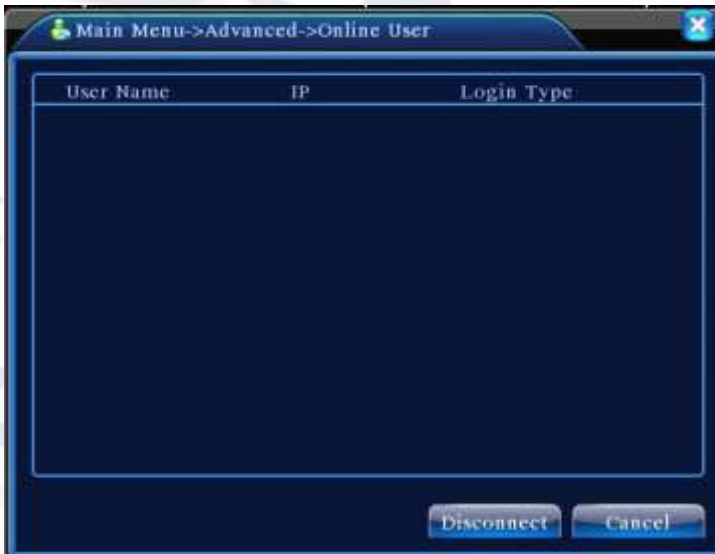 Main Menu->Advanced->Online User
User Name IP Login Type
Disconnect Cancel